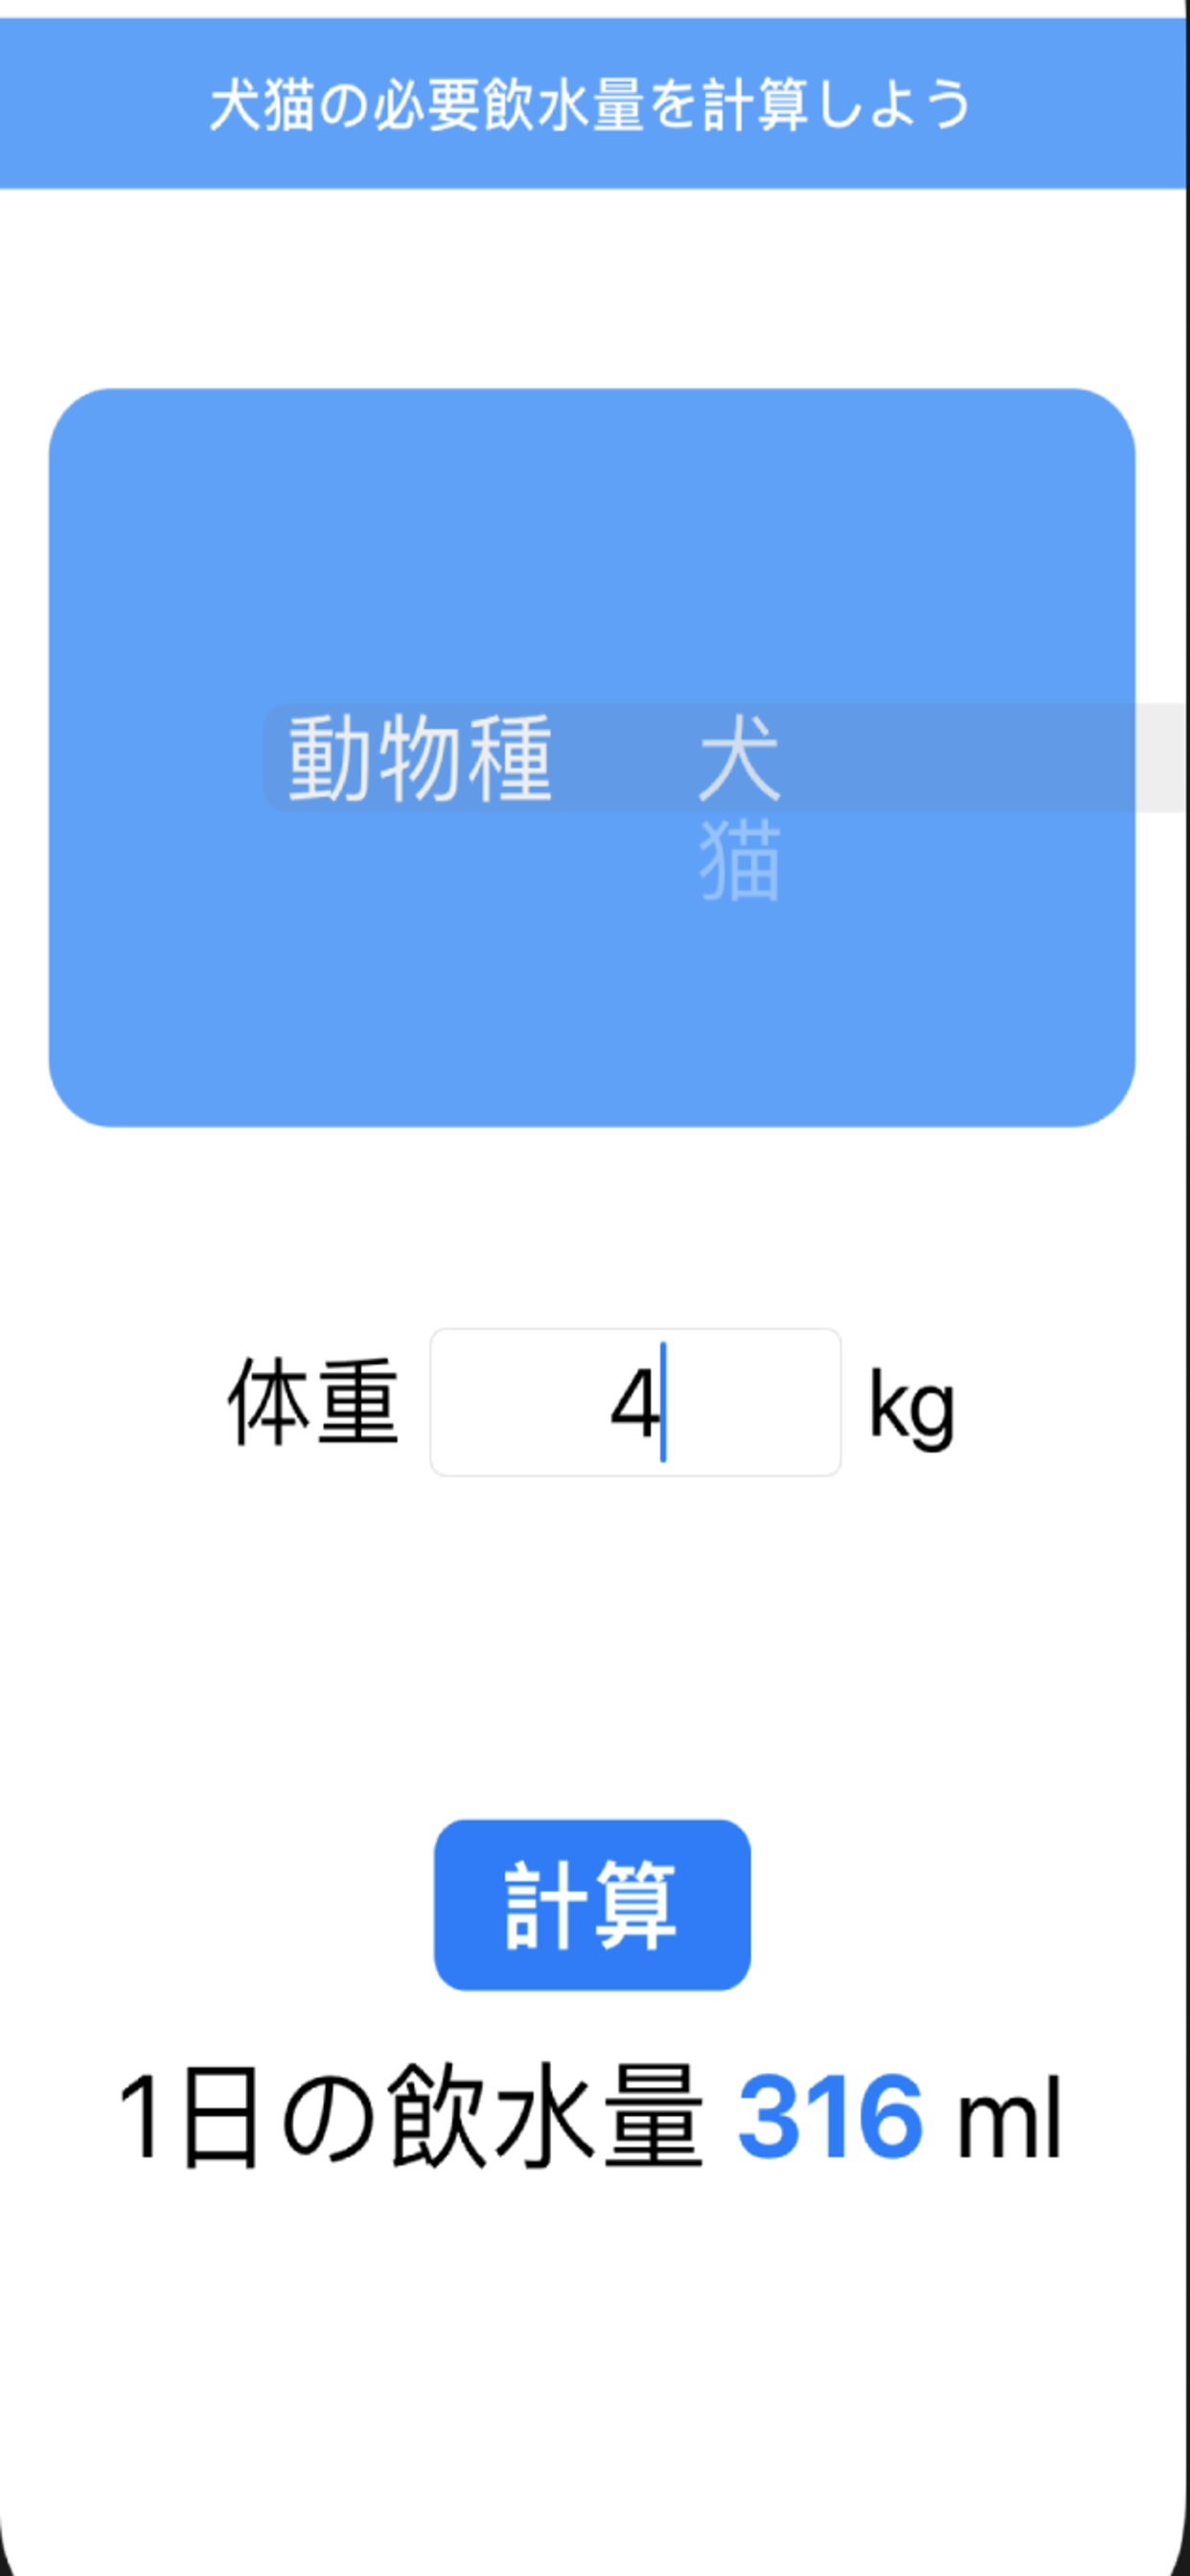 犬猫の必要飲水量を計算しよう
動物種 犬
猫
体重 4 kg
計算
1日の飲水量 316 ml